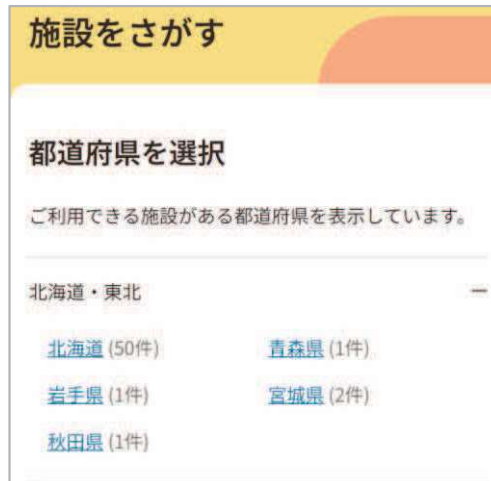 施設をさがす
都道府県を選択
ご利用できる施設がある都道府県を表示しています。
北海道・東北 −
北海道 (50件) 青森県 (1件)
岩手県 (1件) 宮城県 (2件)
秋田県 (1件)